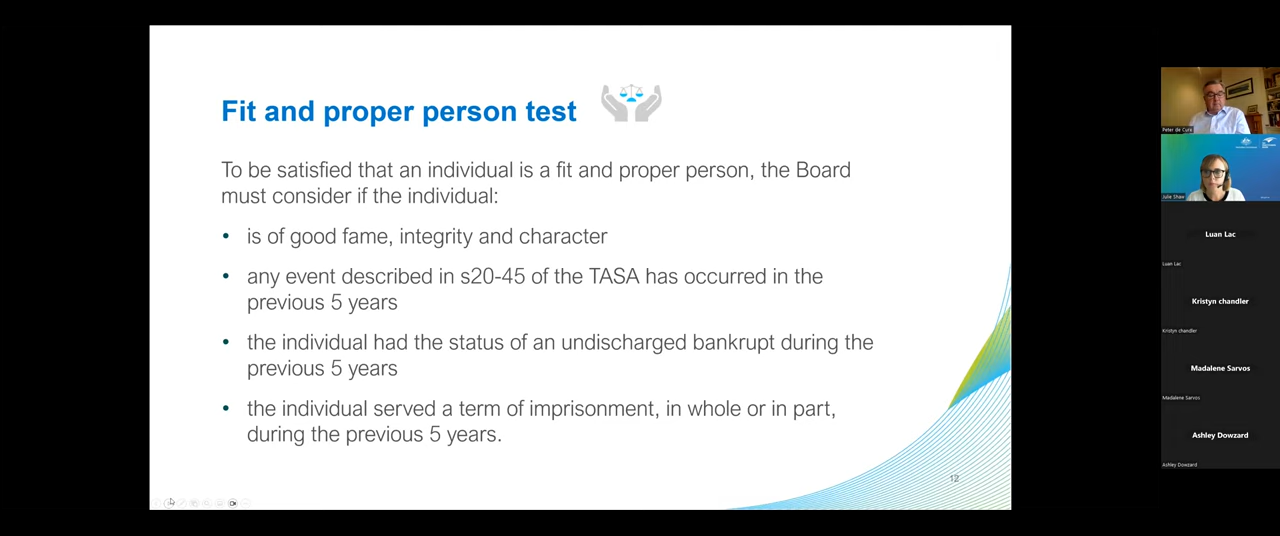 Fit and proper person test
To be satisfied that an individual is a fit and proper person, the Board
must consider if the individual:
• is of good fame, integrity and character
• any event described in s20-45 of the TASA has occurred in the
previous 5 years
• the individual had the status of an undischarged bankrupt during the
previous 5 years
• the individual served a term of imprisonment, in whole or in part,
during the previous 5 years.
12
Julie Shaw
Luan Lac
Luan Lac
Kristyn chandler
Kristyn chandler
Madalene Sarvos
Madalene Sarvos
Ashley Dowzard
Ashley Dowzard